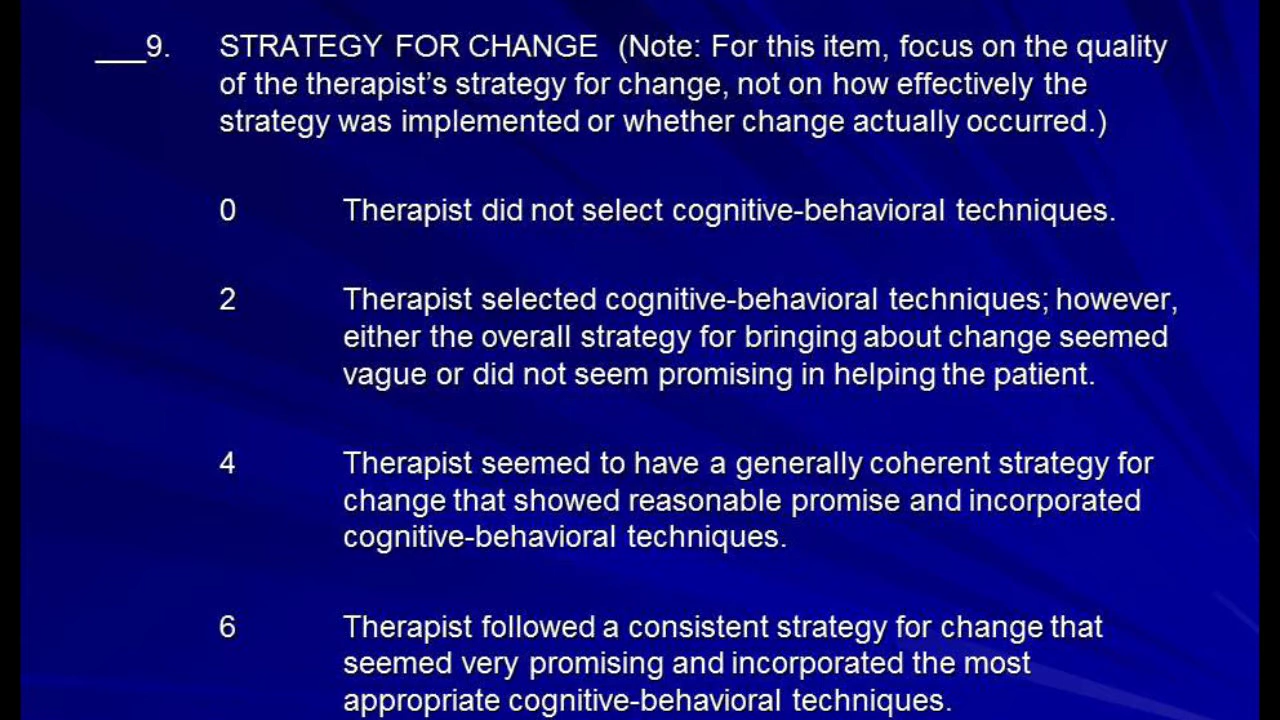 ___9. STRATEGY FOR CHANGE (Note: For this item, focus on the quality
of the therapist's strategy for change, not on how effectively the
strategy was implemented or whether change actually occurred.)
0 Therapist did not select cognitive-behavioral techniques.
2 Therapist selected cognitive-behavioral techniques; however,
either the overall strategy for bringing about change seemed
vague or did not seem promising in helping the patient.
4 Therapist seemed to have a generally coherent strategy for
change that showed reasonable promise and incorporated
cognitive-behavioral techniques.
6 Therapist followed a consistent strategy for change that
seemed very promising and incorporated the most
appropriate cognitive-behavioral techniques.